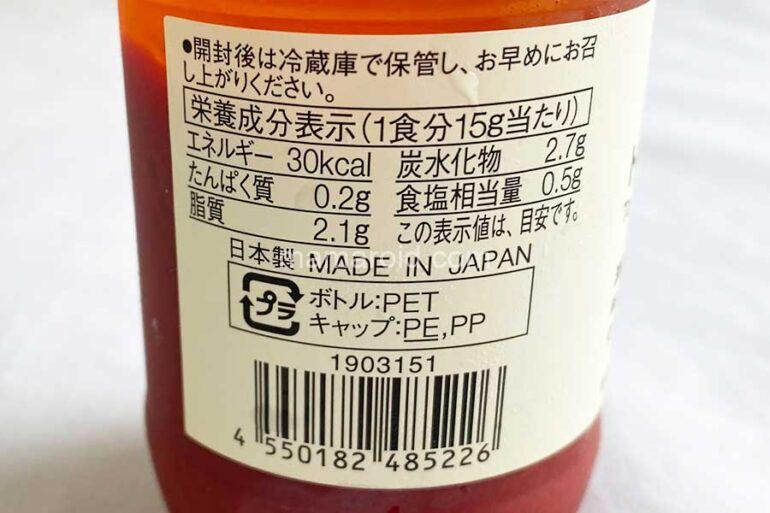 •開封後は冷蔵庫で保管し、お早めにお召
し上がりください。
栄養成分表示(1食分15g当たり)
エネルギー 30kcal 炭水化物 2.7g
たんぱく質 0.2g 食塩相当量 0.5g
脂質 2.1g この表示値は、目安です。
日本製 MADE IN JAPAN
プラ ボトル:PET
キャップ:PE,PP
1903151
4 550182 485226